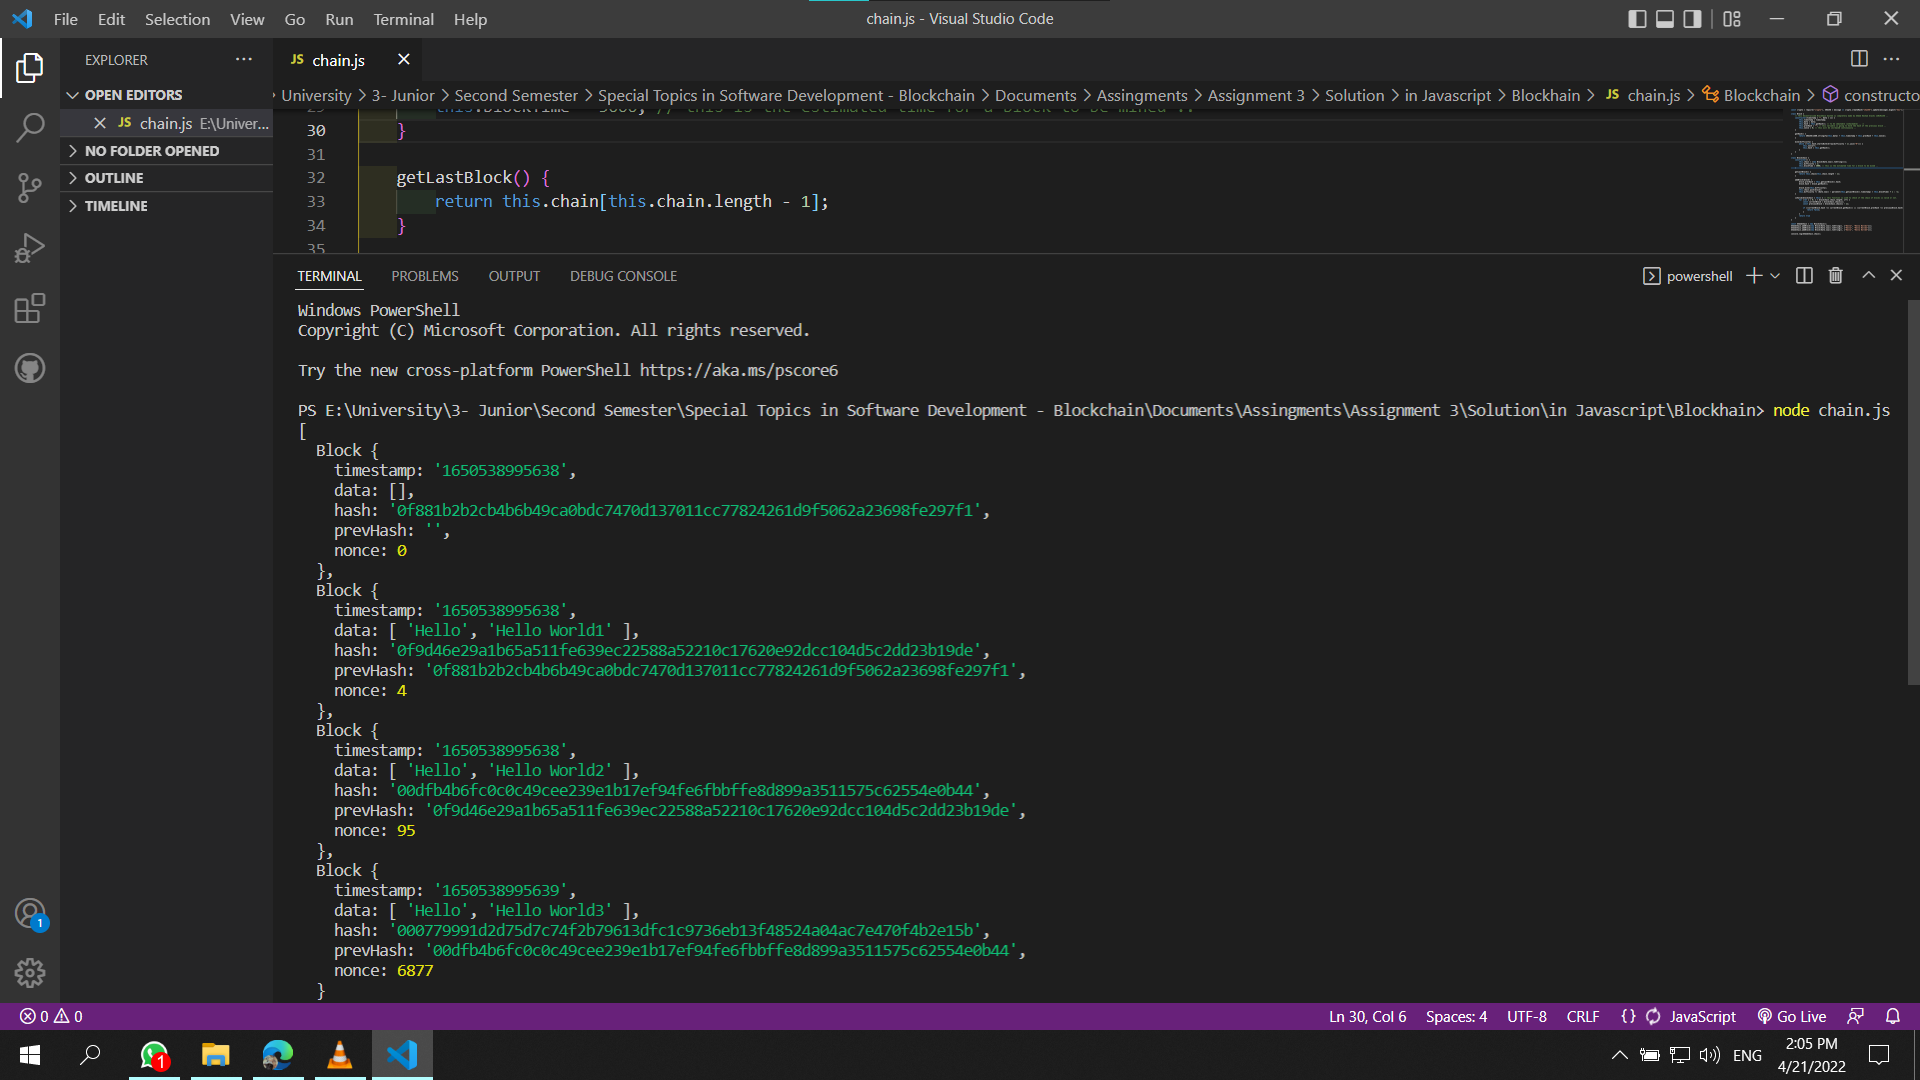 File Edit Selection View Go Run Terminal Help
chain.js - Visual Studio Code
EXPLORER
JS chain.js
OPEN EDITORS
JS chain.js E:\Univer...
NO FOLDER OPENED
OUTLINE
TIMELINE
University > 3- Junior > Second Semester > Special Topics in Software Development - Blockchain > Documents > Assingments > Assignment 3 > Solution > in Javascript > Blockhain > JS chain.js > Blockchain > constructo
30 }
31
32 getLastBlock() {
33 return this.chain[this.chain.length - 1];
34 }
35
TERMINAL PROBLEMS OUTPUT DEBUG CONSOLE
powershell
Windows PowerShell
Copyright (C) Microsoft Corporation. All rights reserved.
Try the new cross-platform PowerShell https://aka.ms/pscore6
PS E:\University\3- Junior\Second Semester\Special Topics in Software Development - Blockchain\Documents\Assingments\Assignment 3\Solution\in Javascript\Blockhain> node chain.js
[
Block {
timestamp: '1650538995638',
data: [],
hash: '0f881b2b2cb4b6b49ca0bdc7470d137011cc77824261d9f5062a23698fe297f1',
prevHash: '',
nonce: 0
},
Block {
timestamp: '1650538995638',
data: [ 'Hello', 'Hello World1' ],
hash: '0f9d46e29a1b65a511fe639ec22588a52210c17620e92dcc104d5c2dd23b19de',
prevHash: '0f881b2b2cb4b6b49ca0bdc7470d137011cc77824261d9f5062a23698fe297f1',
nonce: 4
},
Block {
timestamp: '1650538995638',
data: [ 'Hello', 'Hello World2' ],
hash: '00dfb4b6fc0c0c49cee239e1b17ef94fe6fbbffe8d899a3511575c62554e0b44',
prevHash: '0f9d46e29a1b65a511fe639ec22588a52210c17620e92dcc104d5c2dd23b19de',
nonce: 95
},
Block {
timestamp: '1650538995639',
data: [ 'Hello', 'Hello World3' ],
hash: '000779991d2d75d7c74f2b79613dfc1c9736eb13f48524a04ac7e470f4b2e15b',
prevHash: '00dfb4b6fc0c0c49cee239e1b17ef94fe6fbbffe8d899a3511575c62554e0b44',
nonce: 6877
}
1
0 0
Ln 30, Col 6 Spaces: 4 UTF-8 CRLF {} JavaScript Go Live
1
ENG
2:05 PM
4/21/2022